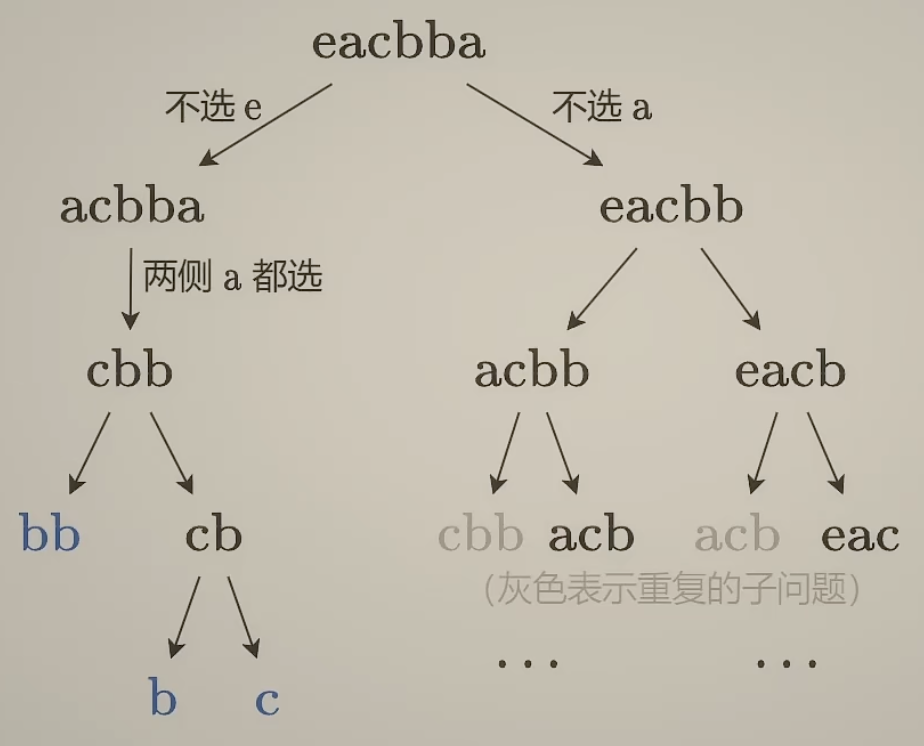 eacbba
不选 e
不选 a
acbba
eacbb
两侧 a 都选
cbb
acbb
eacb
bb
cb
cbb
acb
acb
eac
(灰色表示重复的子问题)
...
...
b
c